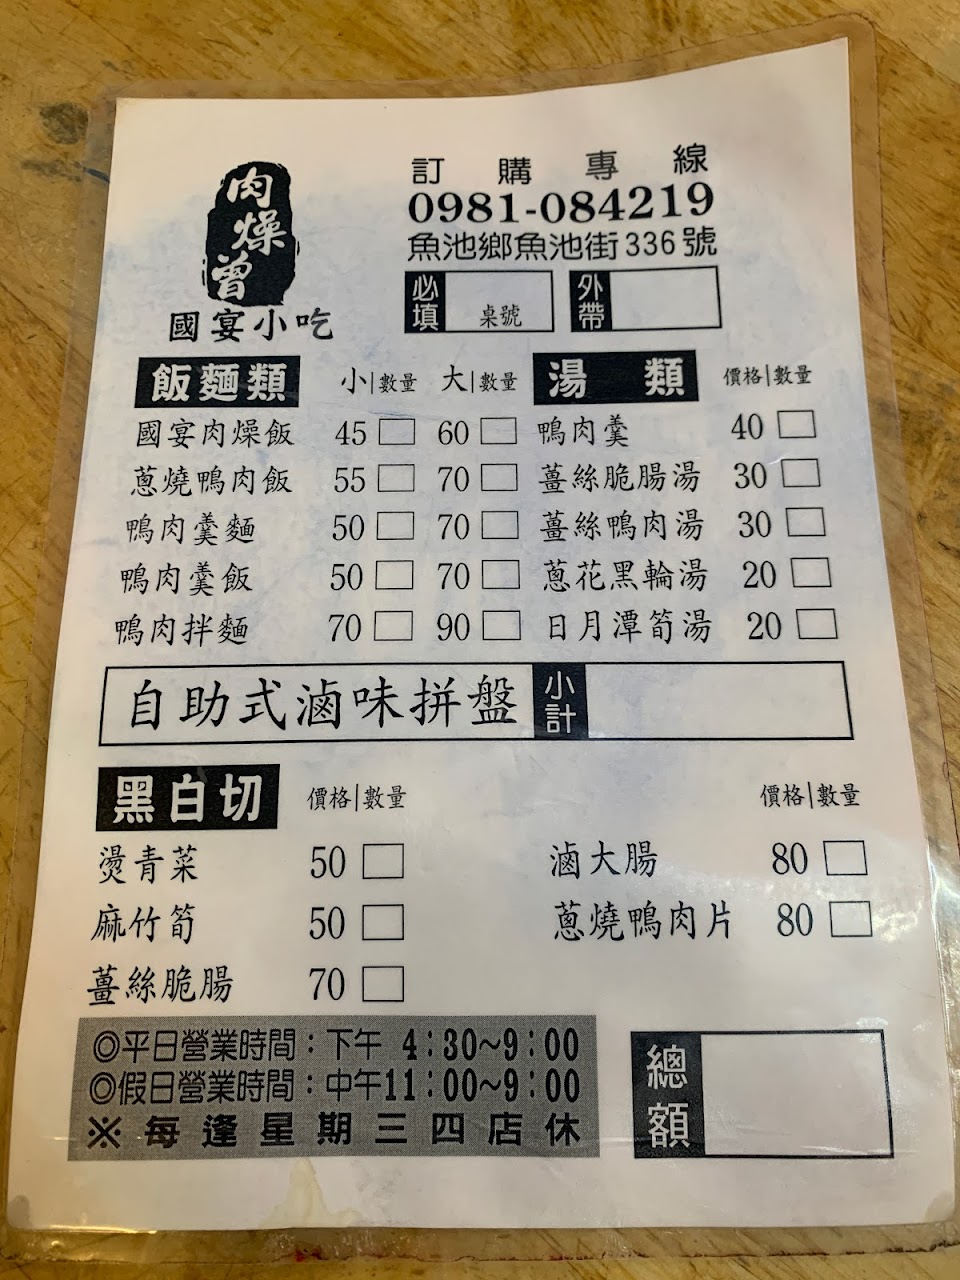 肉燥曾
國宴小吃
訂購專線
0981-084219
魚池鄉魚池街336號
必填 桌號 外帶
飯麵類 小|數量 大|數量
國宴肉燥飯 45 60
蔥燒鴨肉飯 55 70
鴨肉羹麵 50 70
鴨肉羹飯 50 70
鴨肉拌麵 70 90
湯類 價格|數量
鴨肉羹 40
薑絲脆腸湯 30
薑絲鴨肉湯 30
蔥花黑輪湯 20
日月潭筍湯 20
自助式滷味拼盤 小計
黑白切 價格|數量 價格|數量
燙青菜 50
麻竹筍 50
薑絲脆腸 70
滷大腸 80
蔥燒鴨肉片 80
◎平日營業時間：下午 4：30～9：00
◎假日營業時間：中午11：00～9：00
※每逢星期三四店休
總額